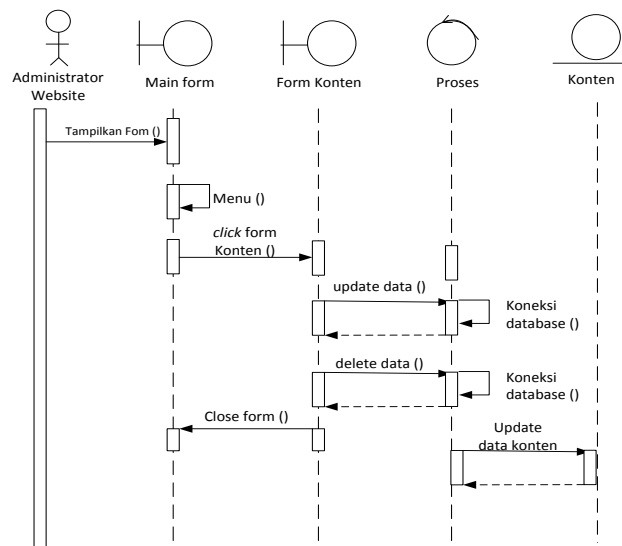 Administrator
Website
Main form
Form Konten
Proses
Konten
Tampilkan Fom ()
Menu ()
click form
Konten ()
update data ()
Koneksi
database ()
delete data ()
Koneksi
database ()
Close form ()
Update
data konten